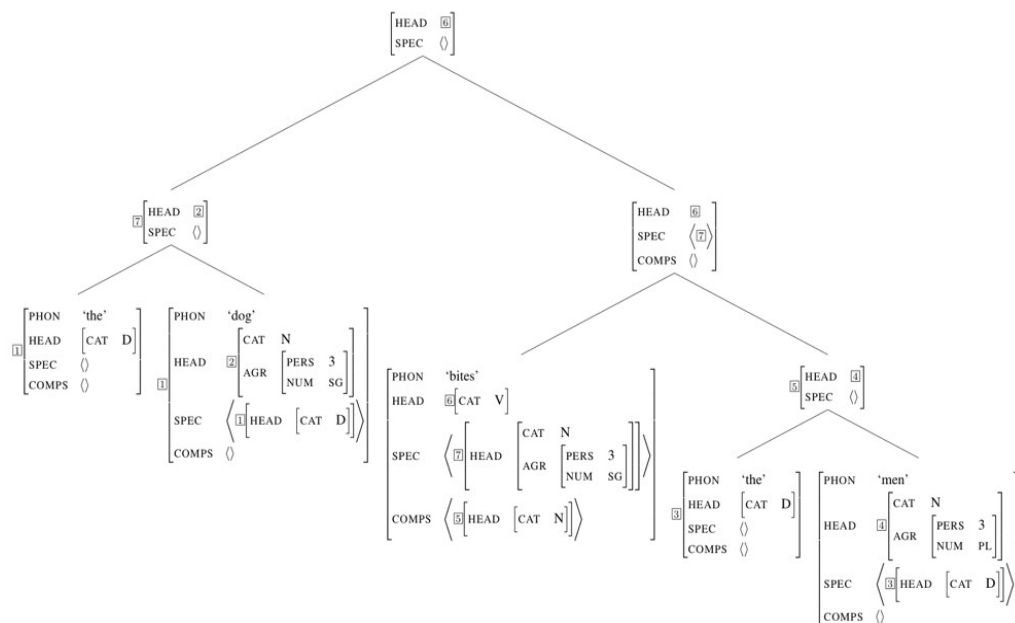 HEAD 6
SPEC ⟨⟩
7 HEAD 2
SPEC ⟨⟩
HEAD 6
SPEC ⟨7⟩
COMPS ⟨⟩
PHON ‘the’
1 HEAD [CAT D]
SPEC ⟨⟩
COMPS ⟨⟩
PHON ‘dog’
CAT N
1 HEAD 2 AGR [PERS 3
NUM SG]
SPEC ⟨1[HEAD [CAT D]]⟩
COMPS ⟨⟩
PHON ‘bites’
HEAD 6[CAT V]
CAT N
SPEC ⟨7[HEAD AGR [PERS 3
NUM SG]]⟩
COMPS ⟨5[HEAD [CAT N]]⟩
5 HEAD 4
SPEC ⟨⟩
PHON ‘the’
3 HEAD [CAT D]
SPEC ⟨⟩
COMPS ⟨⟩
PHON ‘men’
CAT N
HEAD 4 AGR [PERS 3
NUM PL]
SPEC ⟨3[HEAD [CAT D]]⟩
COMPS ⟨⟩